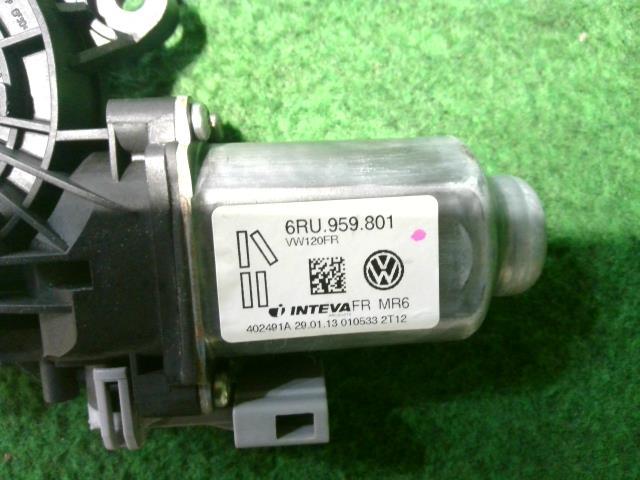 6RU.959.801
VW120FR
INTEVA FR MR6
402491A 29.01.13 010533 2T12